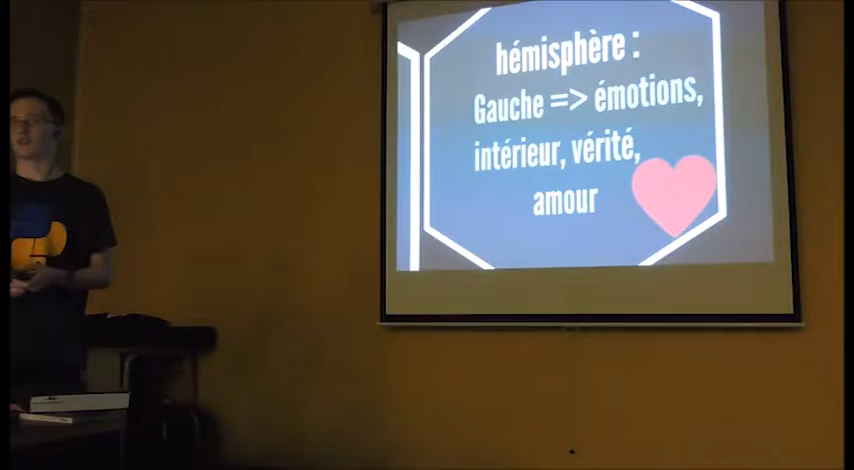 hémisphère :
Gauche => émotions,
intérieur, vérité,
amour